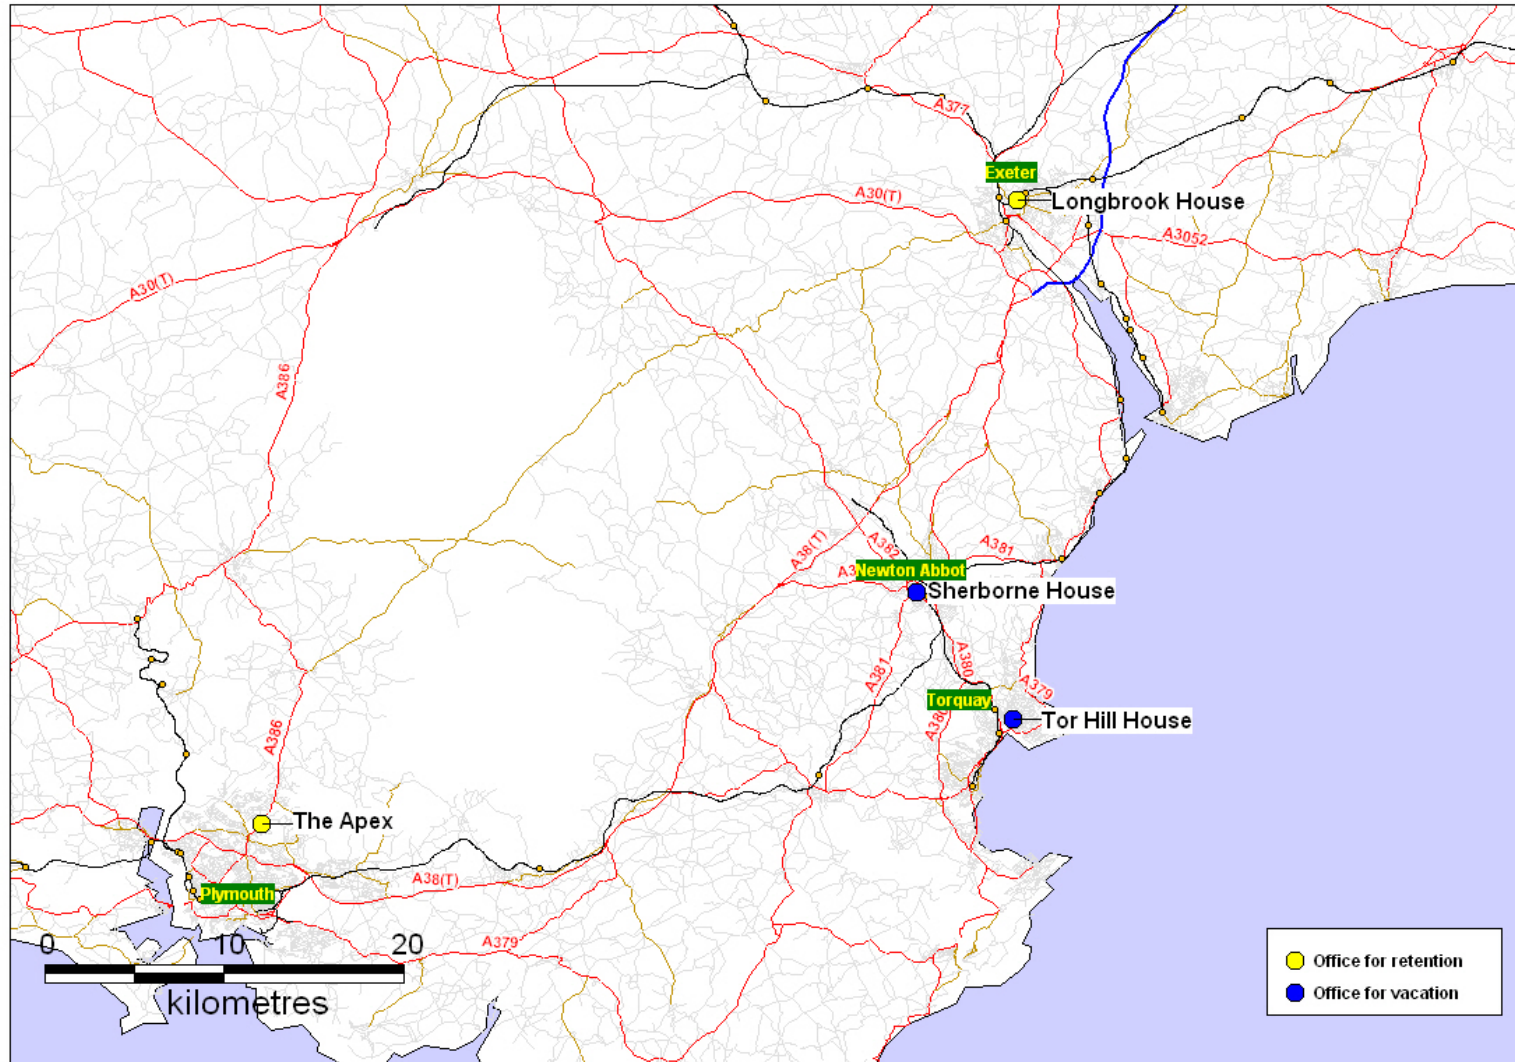 A377
Exeter
A30(T)
Longbrook House
A3052
A30(T)
A386
A38(T)
A382
A381
Newton Abbot
Sherborne House
A381
A380
A379
Torquay
A380
Tor Hill House
A386
The Apex
A38(T)
Plymouth
A379
0 10 20
kilometres
Office for retention
Office for vacation